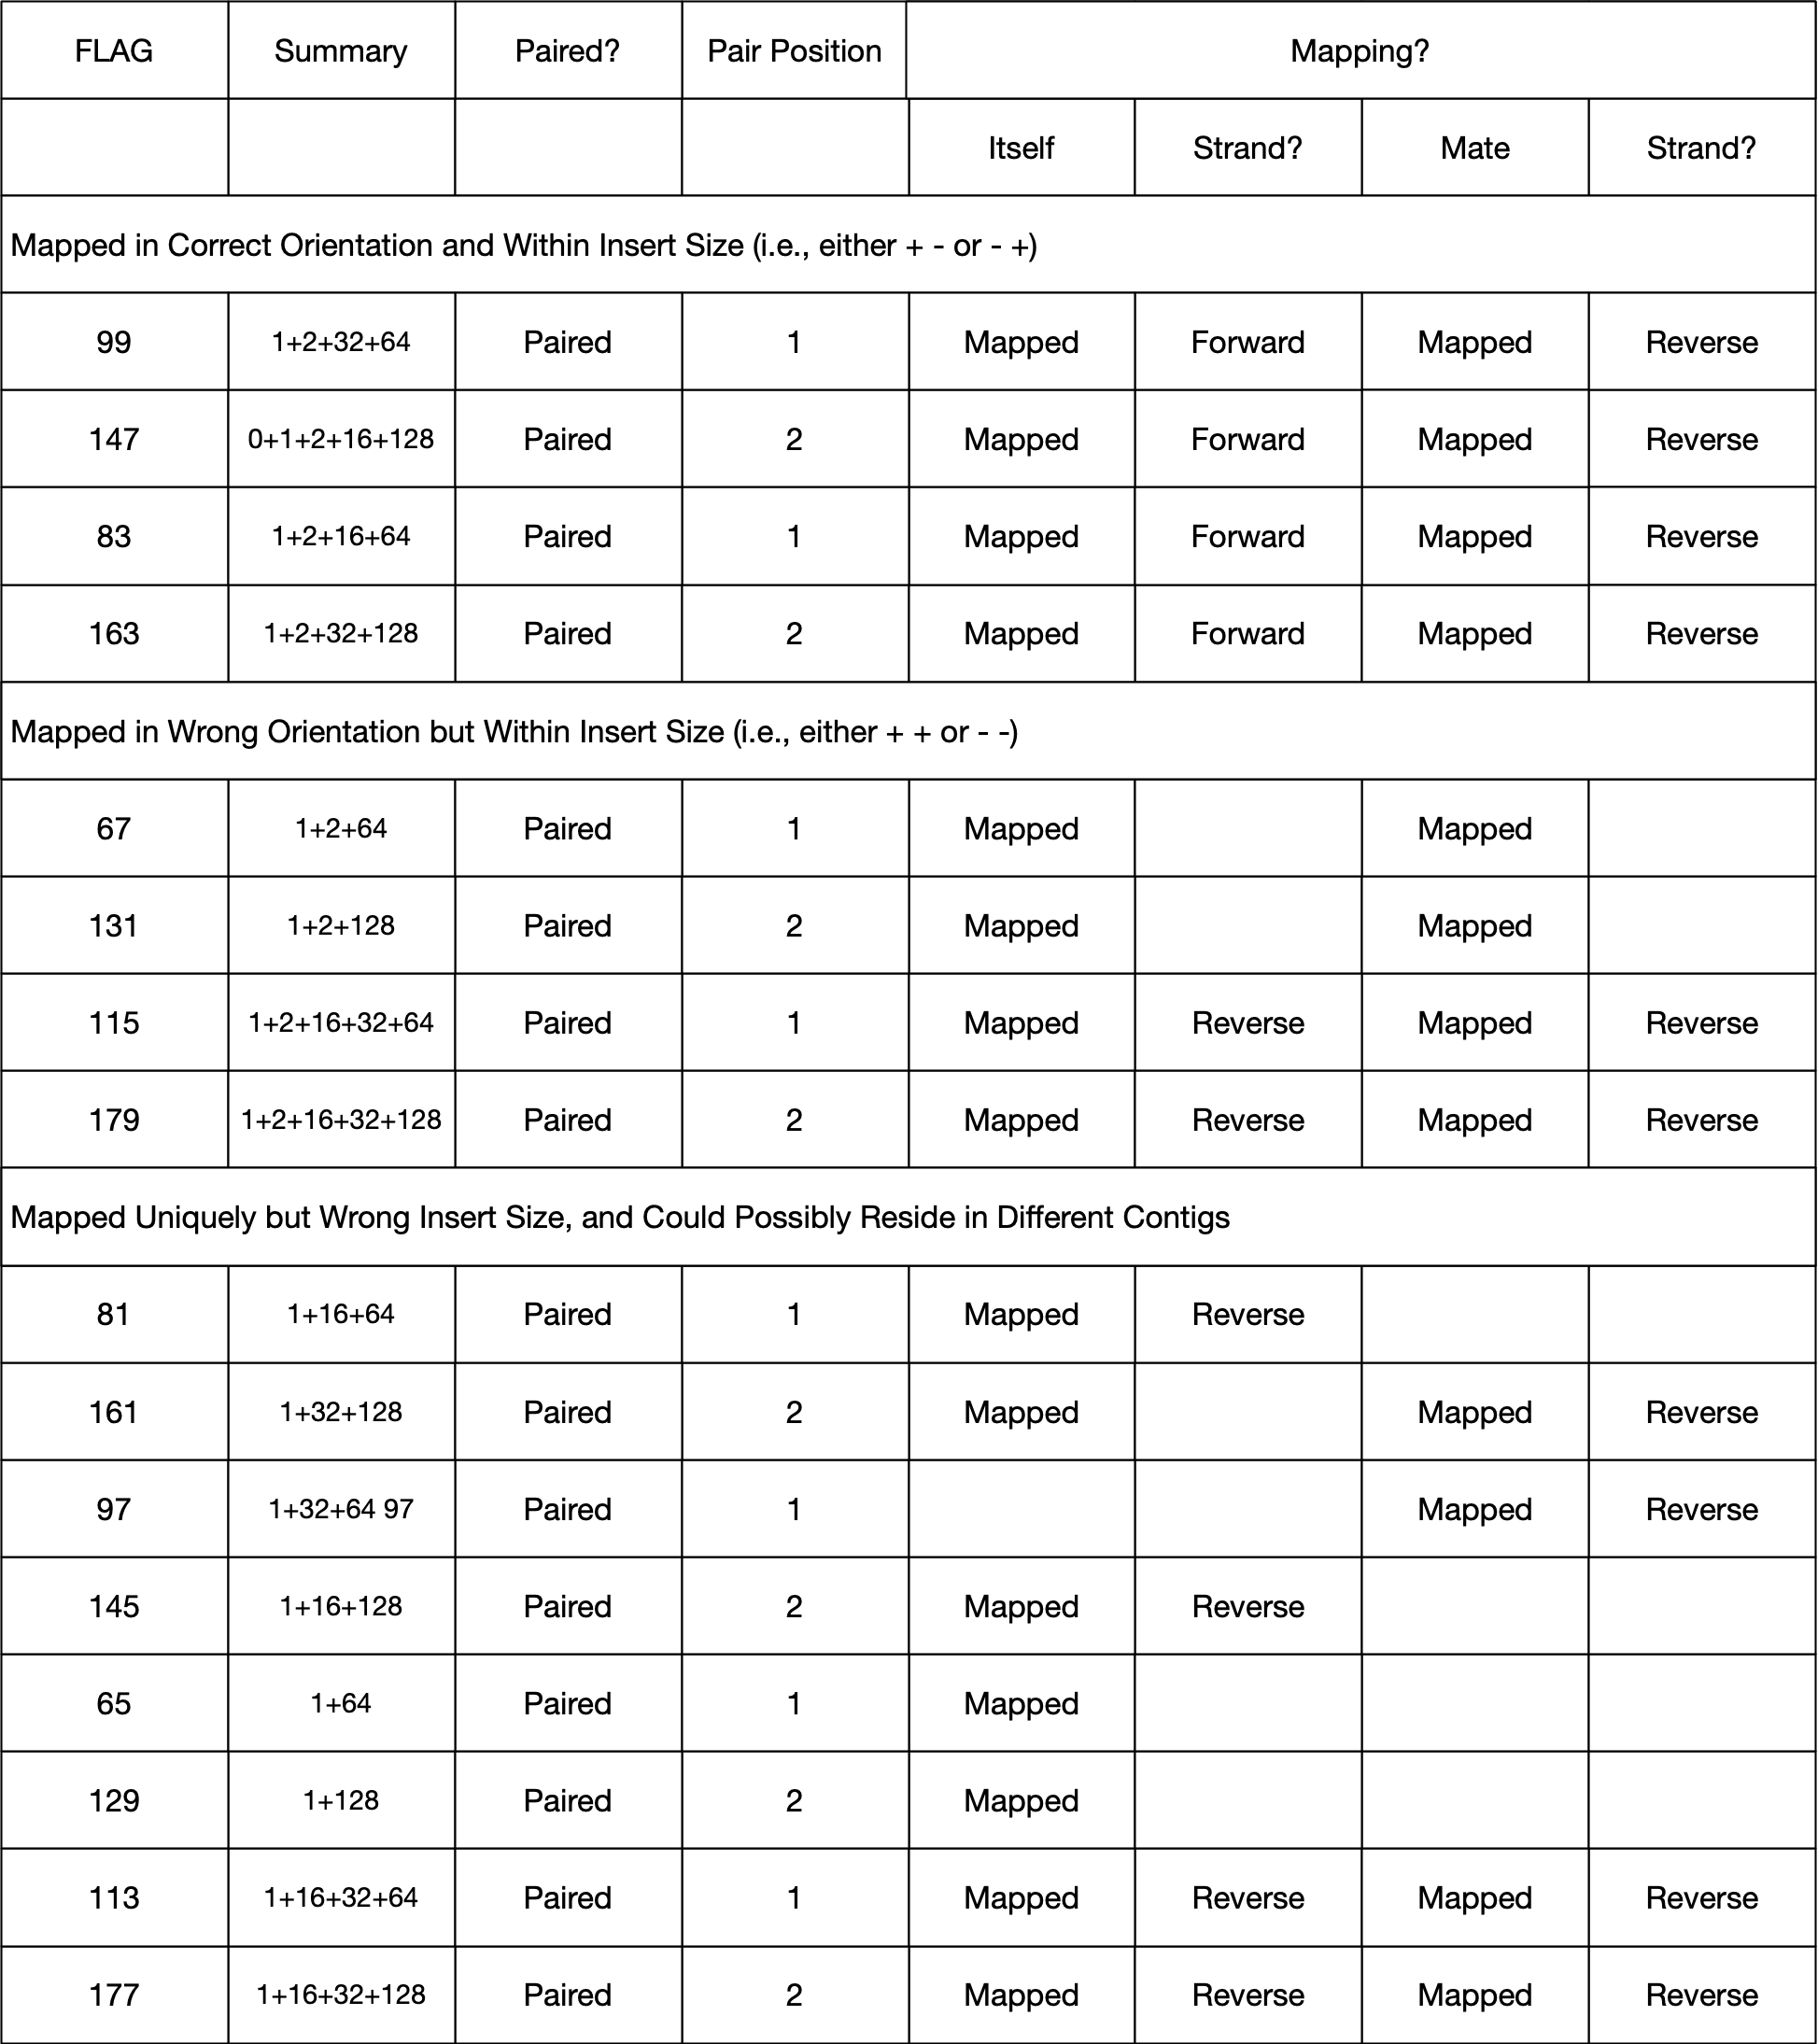 FLAG Summary Paired? Pair Position Mapping?
Itself Strand? Mate Strand?
Mapped in Correct Orientation and Within Insert Size (i.e., either + - or - +)
99 1+2+32+64 Paired 1 Mapped Forward Mapped Reverse
147 0+1+2+16+128 Paired 2 Mapped Forward Mapped Reverse
83 1+2+16+64 Paired 1 Mapped Forward Mapped Reverse
163 1+2+32+128 Paired 2 Mapped Forward Mapped Reverse
Mapped in Wrong Orientation but Within Insert Size (i.e., either + + or - -)
67 1+2+64 Paired 1 Mapped Mapped
131 1+2+128 Paired 2 Mapped Mapped
115 1+2+16+32+64 Paired 1 Mapped Reverse Mapped Reverse
179 1+2+16+32+128 Paired 2 Mapped Reverse Mapped Reverse
Mapped Uniquely but Wrong Insert Size, and Could Possibly Reside in Different Contigs
81 1+16+64 Paired 1 Mapped Reverse
161 1+32+128 Paired 2 Mapped Mapped Reverse
97 1+32+64 97 Paired 1 Mapped Reverse
145 1+16+128 Paired 2 Mapped Reverse
65 1+64 Paired 1 Mapped
129 1+128 Paired 2 Mapped
113 1+16+32+64 Paired 1 Mapped Reverse Mapped Reverse
177 1+16+32+128 Paired 2 Mapped Reverse Mapped Reverse